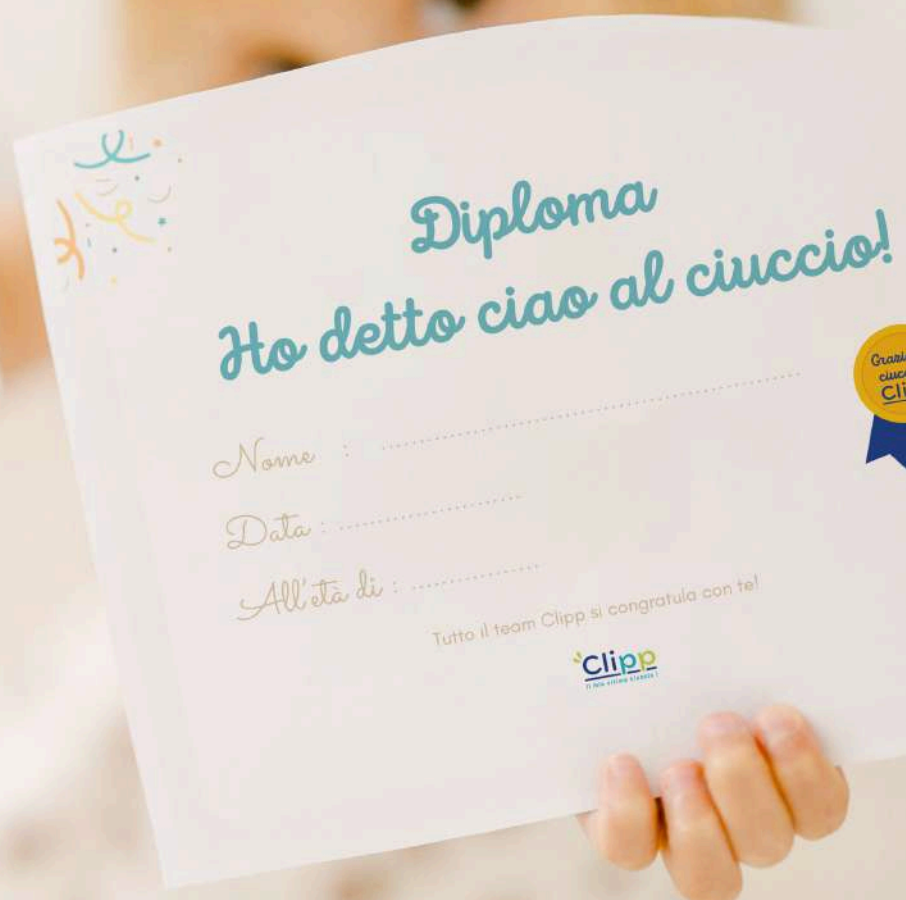 Diploma
Ho detto ciao al ciuccio!
Nome : ........................................
Data : ........................
All'età di : ..................
Tutto il team Clipp si congratula con te!
Clipp